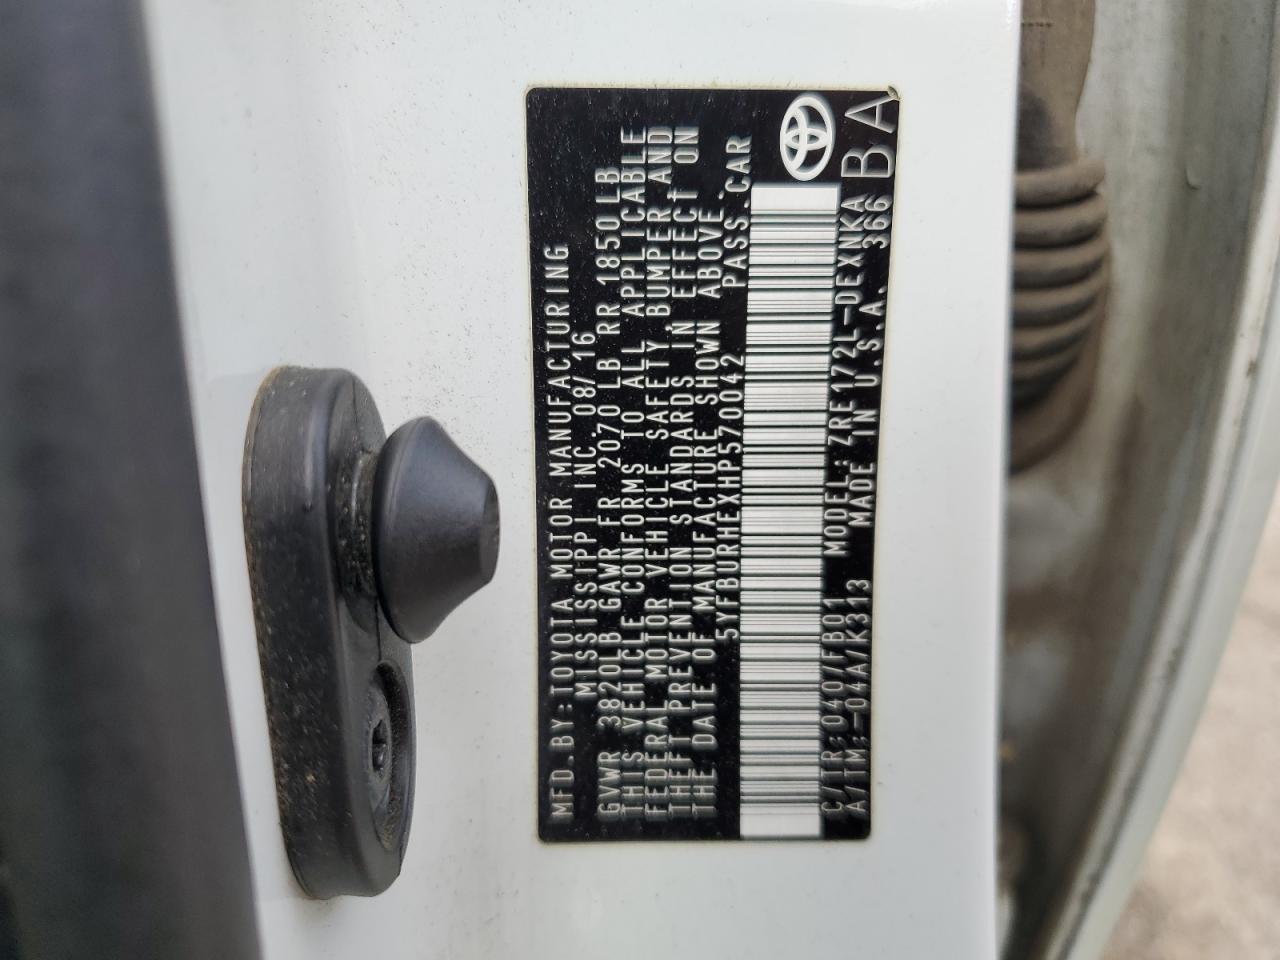 MFD. BY: TOYOTA MOTOR MANUFACTURING
MISSISSIPPI INC. 08/16
GVWR 3820LB GAWR FR 2070LB RR 1850LB
THIS VEHICLE CONFORMS TO ALL APPLICABLE
FEDERAL MOTOR VEHICLE SAFETY, BUMPER AND
THEFT PREVENTION STANDARDS IN EFFECT ON
THE DATE OF MANUFACTURE SHOWN ABOVE.
5YFBURHEXHP570042 PASS.CAR
C/TR: 040/FB01 MODEL: ZRE172L-DEXNKA
A/TM: -04A/K313 MADE IN U.S.A. 366
BA